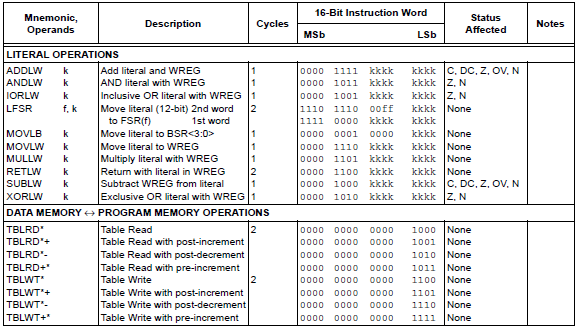 Mnemonic, Operands Description Cycles 16-Bit Instruction Word Status Affected Notes
MSb LSb
LITERAL OPERATIONS
ADDLW k Add literal and WREG 1 0000 1111 kkkk kkkk C, DC, Z, OV, N
ANDLW k AND literal with WREG 1 0000 1011 kkkk kkkk Z, N
IORLW k Inclusive OR literal with WREG 1 0000 1001 kkkk kkkk Z, N
LFSR f, k Move literal (12-bit) 2nd word 2 1110 1110 00ff kkkk None
to FSR(f) 1st word 1111 0000 kkkk kkkk
MOVLB k Move literal to BSR<3:0> 1 0000 0001 0000 kkkk None
MOVLW k Move literal to WREG 1 0000 1110 kkkk kkkk None
MULLW k Multiply literal with WREG 1 0000 1101 kkkk kkkk None
RETLW k Return with literal in WREG 2 0000 1100 kkkk kkkk None
SUBLW k Subtract WREG from literal 1 0000 1000 kkkk kkkk C, DC, Z, OV, N
XORLW k Exclusive OR literal with WREG 1 0000 1010 kkkk kkkk Z, N
DATA MEMORY ↔ PROGRAM MEMORY OPERATIONS
TBLRD* Table Read 2 0000 0000 0000 1000 None
TBLRD*+ Table Read with post-increment 0000 0000 0000 1001 None
TBLRD*- Table Read with post-decrement 0000 0000 0000 1010 None
TBLRD+* Table Read with pre-increment 0000 0000 0000 1011 None
TBLWT* Table Write 2 0000 0000 0000 1100 None
TBLWT*+ Table Write with post-increment 0000 0000 0000 1101 None
TBLWT*- Table Write with post-decrement 0000 0000 0000 1110 None
TBLWT+* Table Write with pre-increment 0000 0000 0000 1111 None